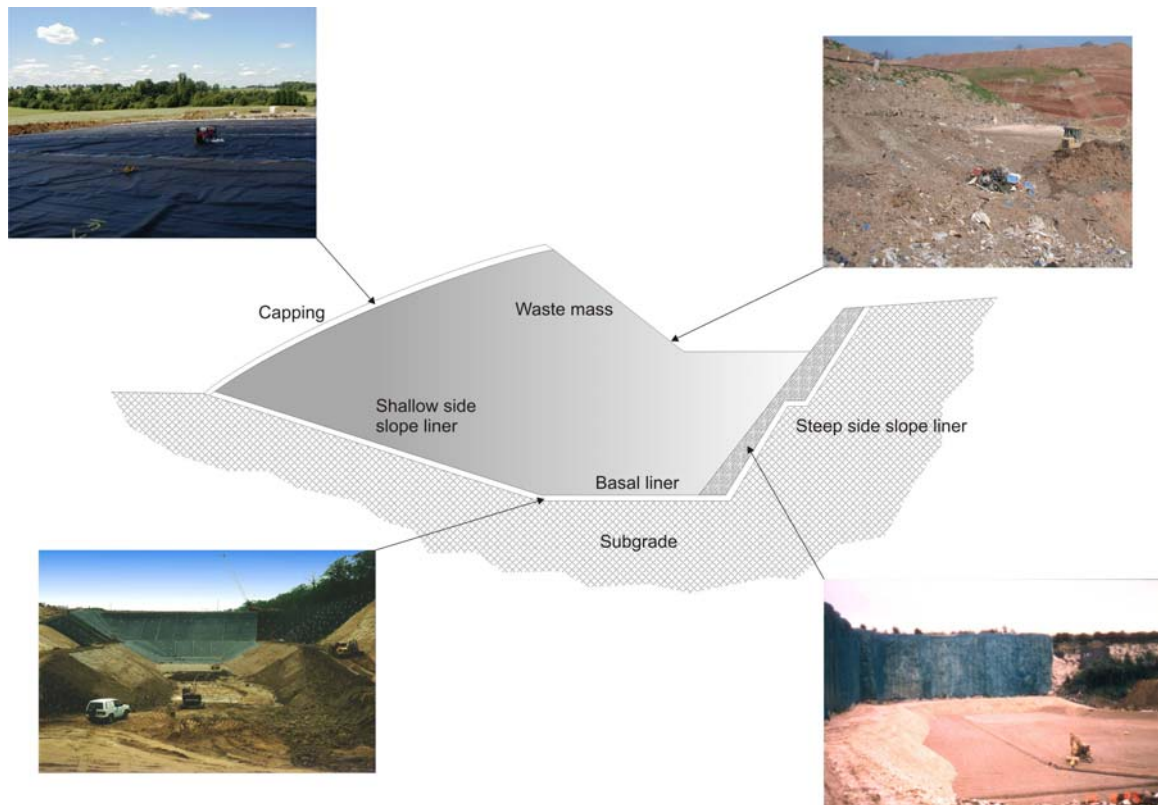 Capping
Waste mass
Shallow side
slope liner
Steep side slope liner
Basal liner
Subgrade